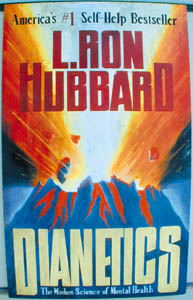 America's #1 Self-Help Bestseller
L.RON
HUBBARD
DIANETICS
The Modern Science of Mental Health